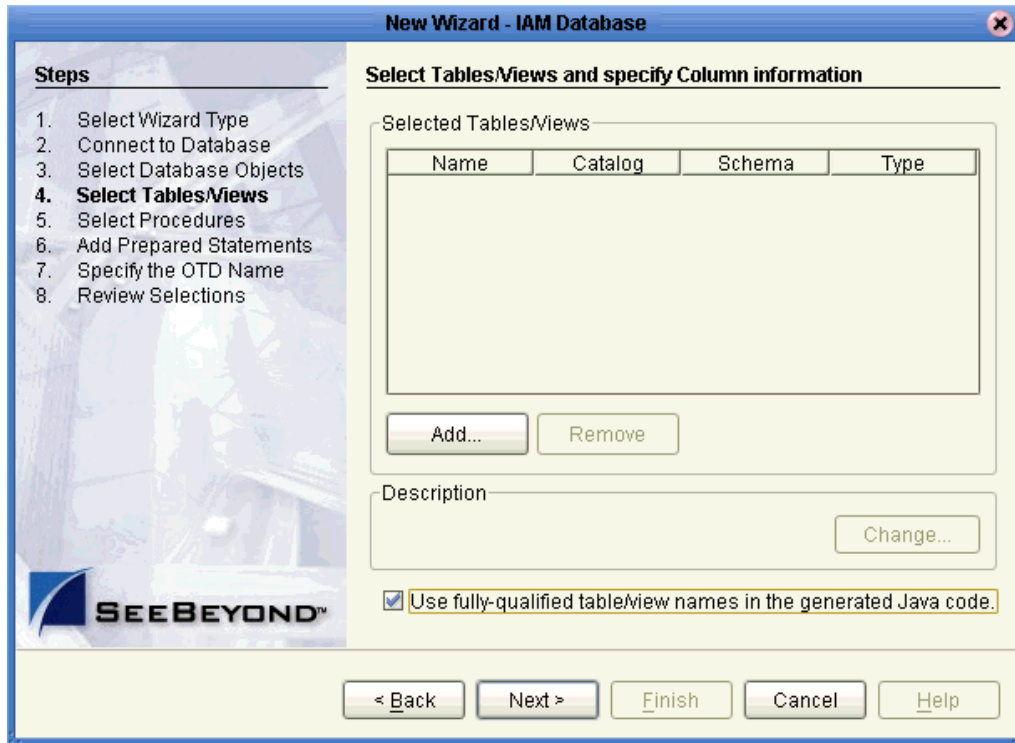 New Wizard - IAM Database
Steps
1. Select Wizard Type
2. Connect to Database
3. Select Database Objects
4. Select Tables/Views
5. Select Procedures
6. Add Prepared Statements
7. Specify the OTD Name
8. Review Selections
SEEBEYOND™
Select Tables/Views and specify Column information
Selected Tables/Views
Name Catalog Schema Type
Add... Remove
Description
Change...
Use fully-qualified table/view names in the generated Java code.
< Back Next > Finish Cancel Help